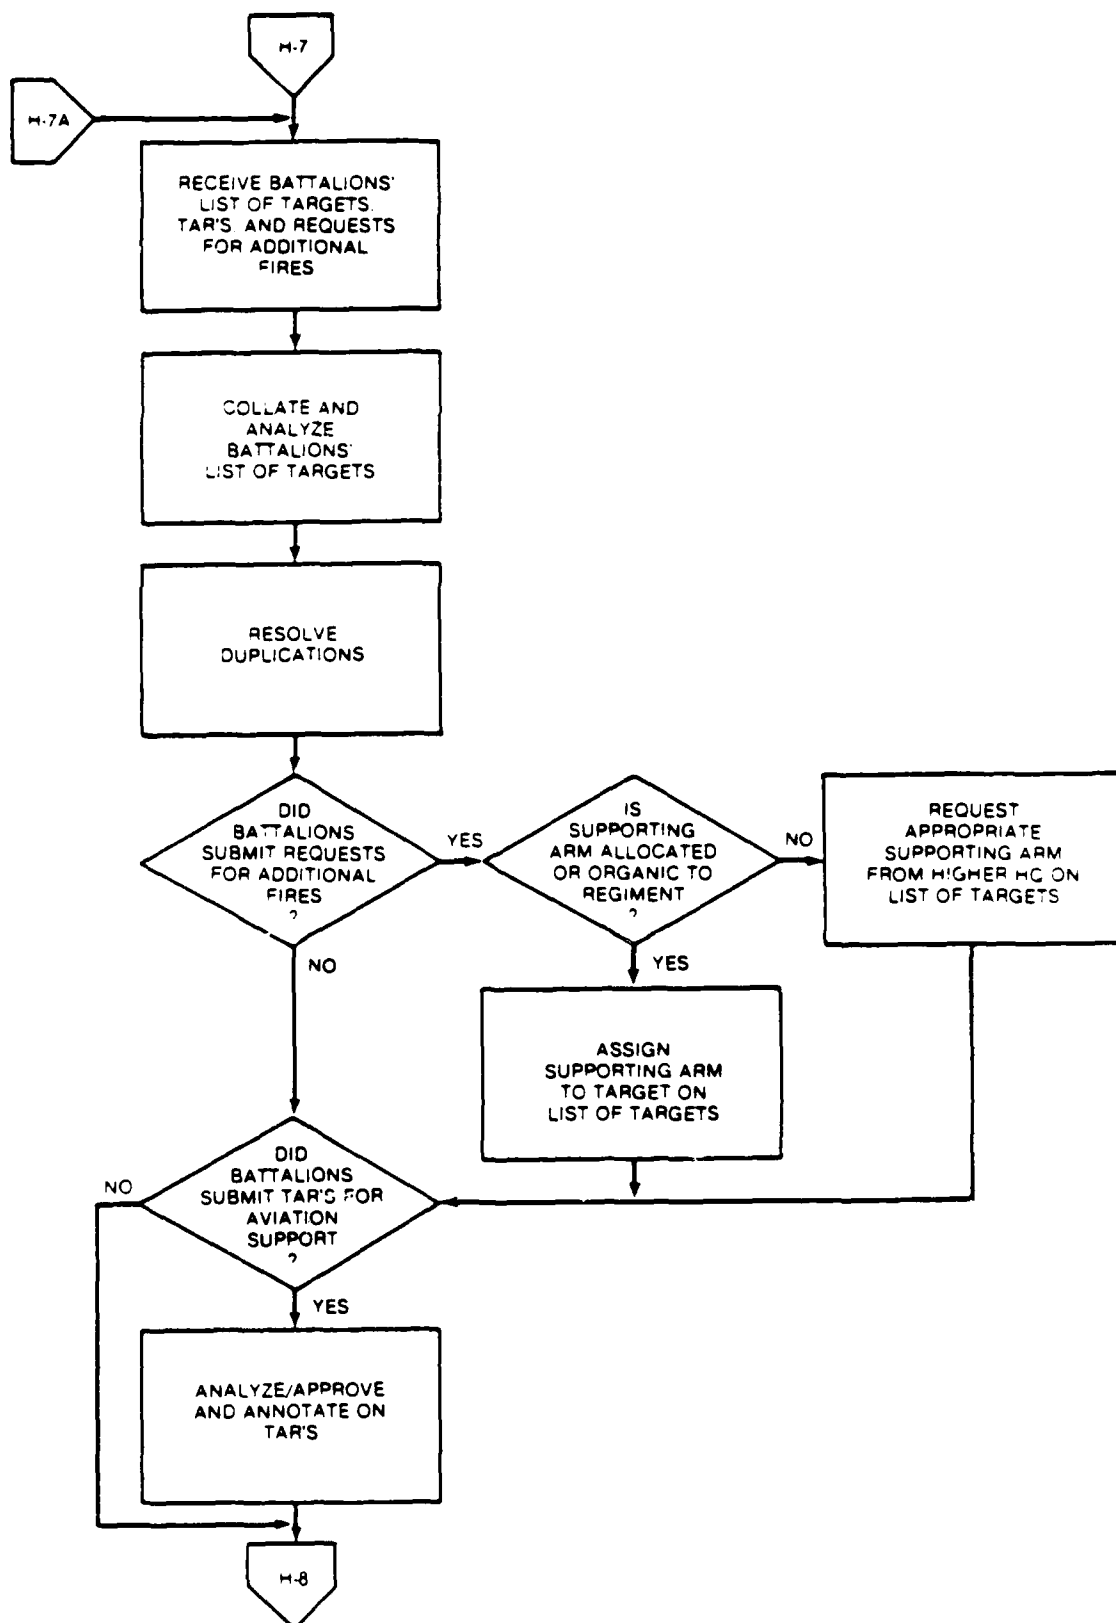 H-7
H-7A
RECEIVE BATTALIONS'
LIST OF TARGETS.
TAR'S. AND REQUESTS
FOR ADDITIONAL
FIRES
COLLATE AND
ANALYZE
BATTALIONS'
LIST OF TARGETS
RESOLVE
DUPLICATIONS
DID
BATTALIONS
SUBMIT REQUESTS
FOR ADDITIONAL
FIRES
?
YES
IS
SUPPORTING
ARM ALLOCATED
OR ORGANIC TO
REGIMENT
?
NO
REQUEST
APPROPRIATE
SUPPORTING ARM
FROM HIGHER HQ ON
LIST OF TARGETS
NO
YES
ASSIGN
SUPPORTING ARM
TO TARGET ON
LIST OF TARGETS
DID
BATTALIONS
SUBMIT TAR'S FOR
AVIATION
SUPPORT
?
NO
YES
ANALYZE/APPROVE
AND ANNOTATE ON
TAR'S
H-8